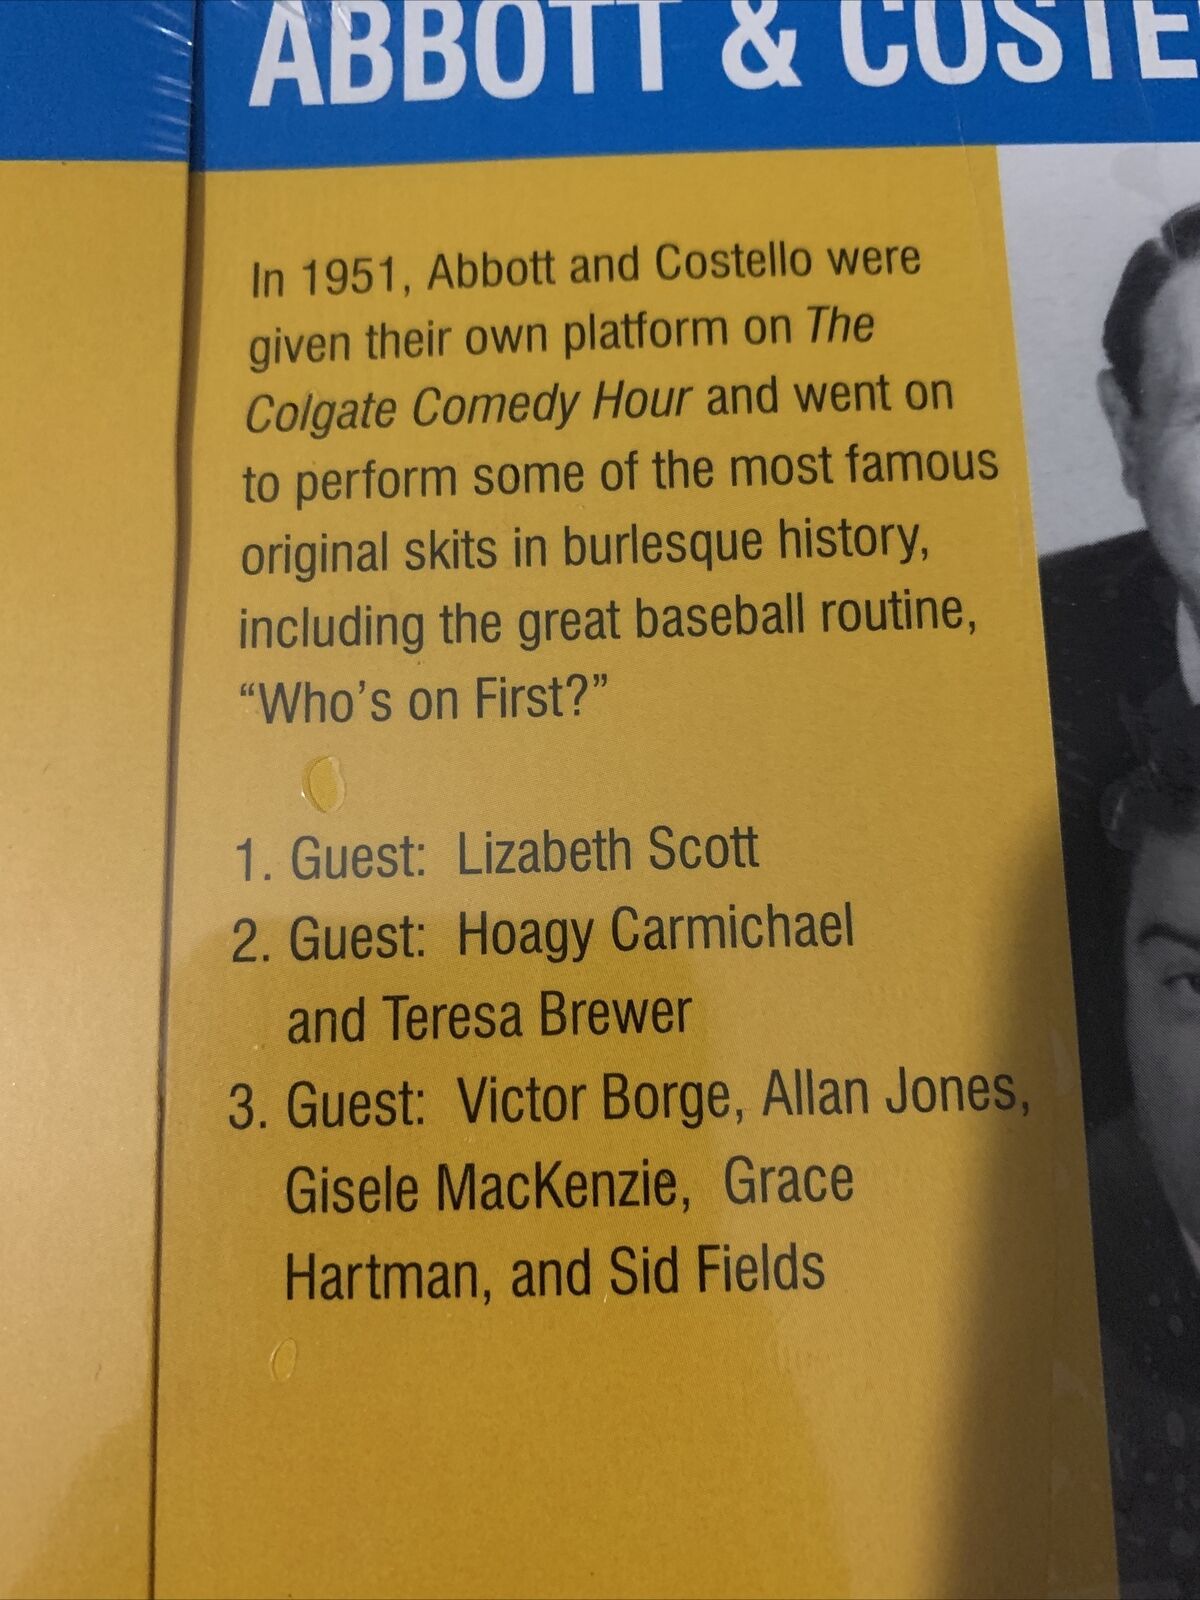 ABBOTT & COSTE
In 1951, Abbott and Costello were
given their own platform on The
Colgate Comedy Hour and went on
to perform some of the most famous
original skits in burlesque history,
including the great baseball routine,
“Who’s on First?”
1. Guest: Lizabeth Scott
2. Guest: Hoagy Carmichael
and Teresa Brewer
3. Guest: Victor Borge, Allan Jones,
Gisele MacKenzie, Grace
Hartman, and Sid Fields